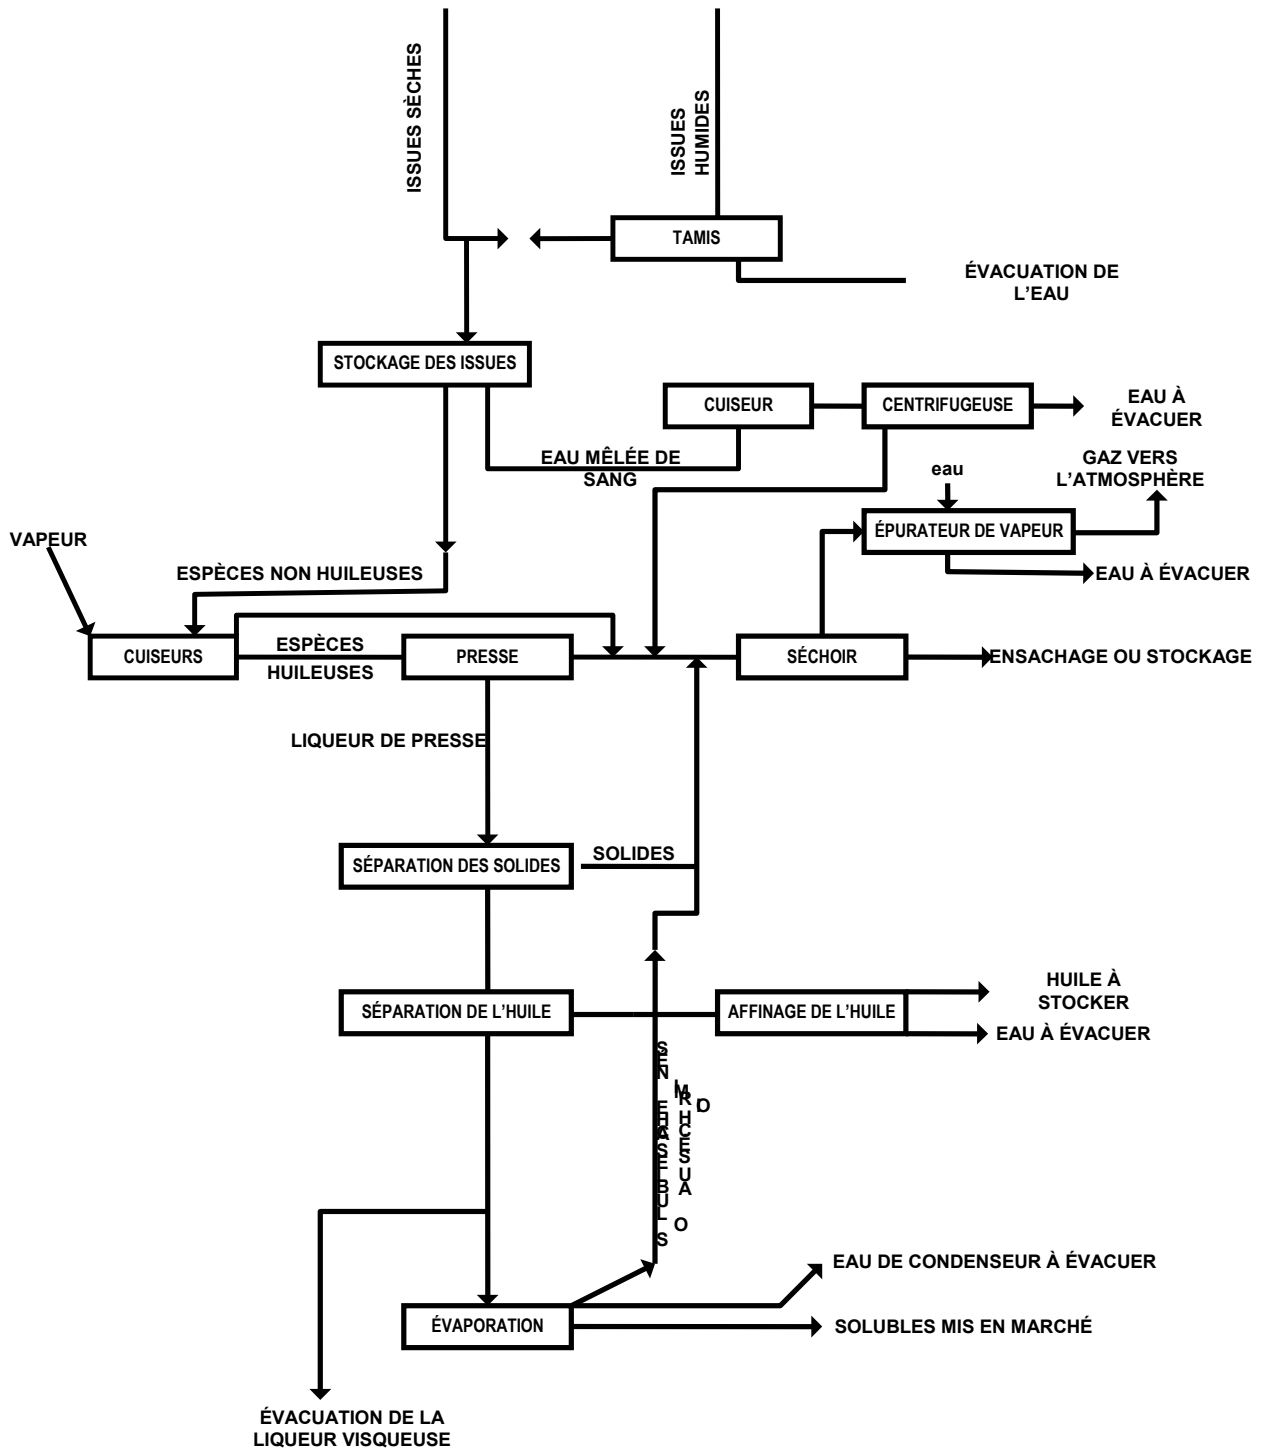 ISSUES SÈCHES
ISSUES
HUMIDES
TAMIS
ÉVACUATION DE
L’EAU
STOCKAGE DES ISSUES
CUISEUR
CENTRIFUGEUSE
EAU À
ÉVACUER
EAU MÊLÉE DE
SANG
eau
GAZ VERS
L’ATMOSPHÈRE
ÉPURATEUR DE VAPEUR
VAPEUR
ESPÈCES NON HUILEUSES
EAU À ÉVACUER
CUISEURS
ESPÈCES
HUILEUSES
PRESSE
SÉCHOIR
ENSACHAGE OU STOCKAGE
LIQUEUR DE PRESSE
SÉPARATION DES SOLIDES
SOLIDES
SÉPARATION DE L’HUILE
AFFINAGE DE L’HUILE
HUILE À
STOCKER
EAU À ÉVACUER
EAU DE CONDENSEUR À ÉVACUER
ÉVAPORATION
SOLUBLES MIS EN MARCHÉ
ÉVACUATION DE LA
LIQUEUR VISQUEUSE